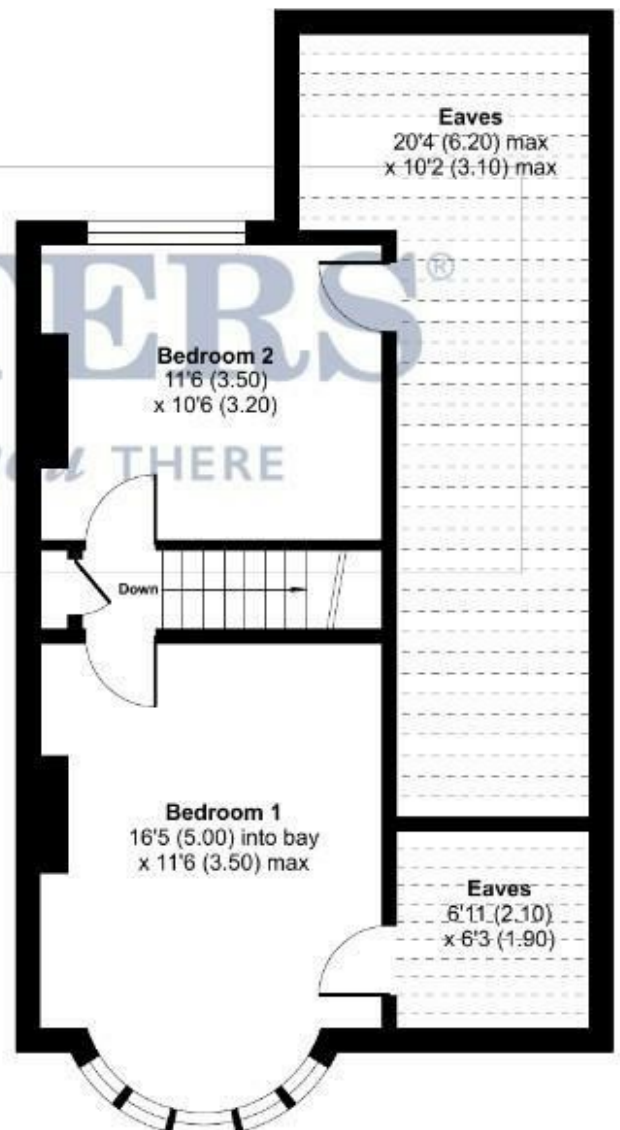 Eaves
20'4 (6.20) max
x 10'2 (3.10) max
TERS®
Bedroom 2
11'6 (3.50)
x 10'6 (3.20)
THERE
Down
Bedroom 1
16'5 (5.00) into bay
x 11'6 (3.50) max
Eaves
6'11 (2.10)
x 6'3 (1.90)